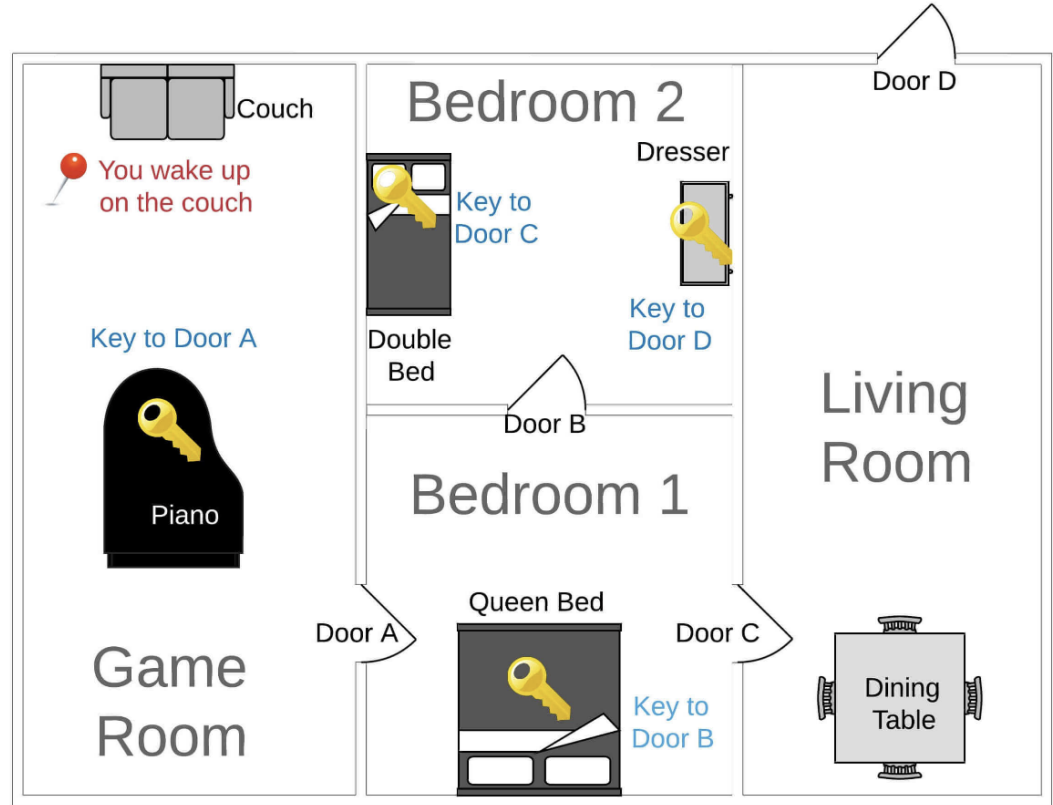 Door D
Couch
Bedroom 2
Dresser
You wake up
on the couch
Key to
Door C
Key to
Door D
Key to Door A
Double
Bed
Door B
Living
Room
Bedroom 1
Piano
Queen Bed
Door A
Door C
Game
Room
Key to
Door B
Dining
Table